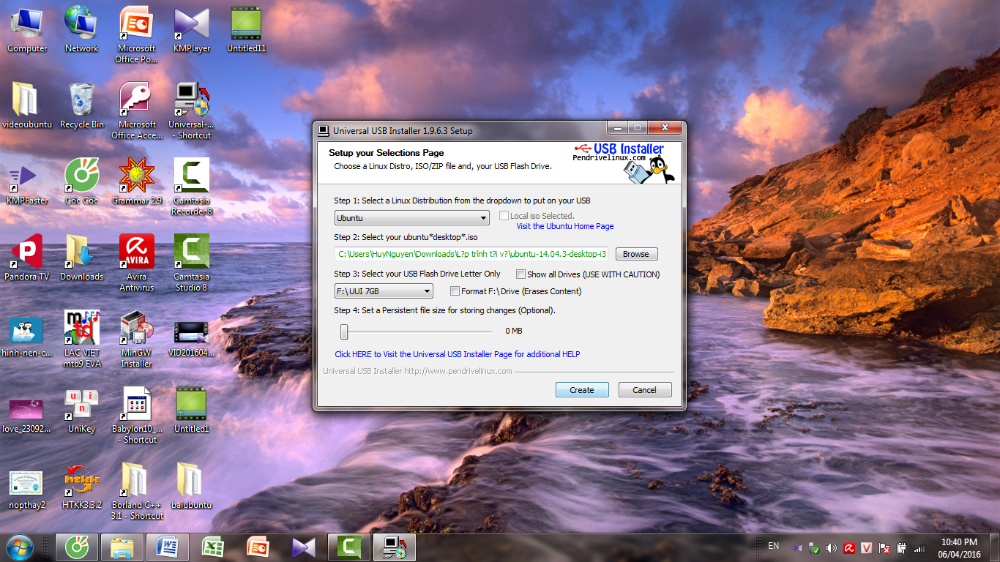 Computer
Network
Microsoft
Office Po...
KMPlayer
Untitled11
videoubuntu
Recycle Bin
Microsoft
Office Acce...
Universal-...
- Shortcut
KMPFaster
Cốc Cốc
Grammar 2.9
Camtasia
Recorder 8
Pandora TV
Downloads
Avira
Antivirus
Camtasia
Studio 8
hinh-nen-c...
mtd
LAC VIET
mtd9 EVA
MinGW
Installer
VID201604...
love_23092...
u i n
UniKey
Babylon10_...
- Shortcut
Untitled1
nopthay2
htkk
HTKK3.3.2
Borland C++
3.1 - Shortcut
baiubuntu
Universal USB Installer 1.9.6.3 Setup
Setup your Selections Page
Choose a Linux Distro, ISO/ZIP file and, your USB Flash Drive.
USB Installer
Pendrivelinux.com
Step 1: Select a Linux Distribution from the dropdown to put on your USB
Ubuntu
Local iso Selected.
Visit the Ubuntu Home Page
Step 2: Select your ubuntu*desktop*.iso
C:\Users\HuyNguyen\Downloads\L?p trình t?i v?\ubuntu-14.04.3-desktop-i3
Browse
Step 3: Select your USB Flash Drive Letter Only
Show all Drives (USE WITH CAUTION)
F:\UUI 7GB
Format F:\ Drive (Erases Content)
Step 4: Set a Persistent file size for storing changes (Optional).
0 MB
Click HERE to Visit the Universal USB Installer Page for additional HELP
Universal USB Installer http://www.pendrivelinux.com
Create
Cancel
EN
10:40 PM
06/04/2016